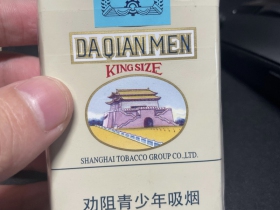 DAQIANMEN
KING SIZE
SHANGHAI TOBACCO GROUP CO., LTD.
劝阻青少年吸烟